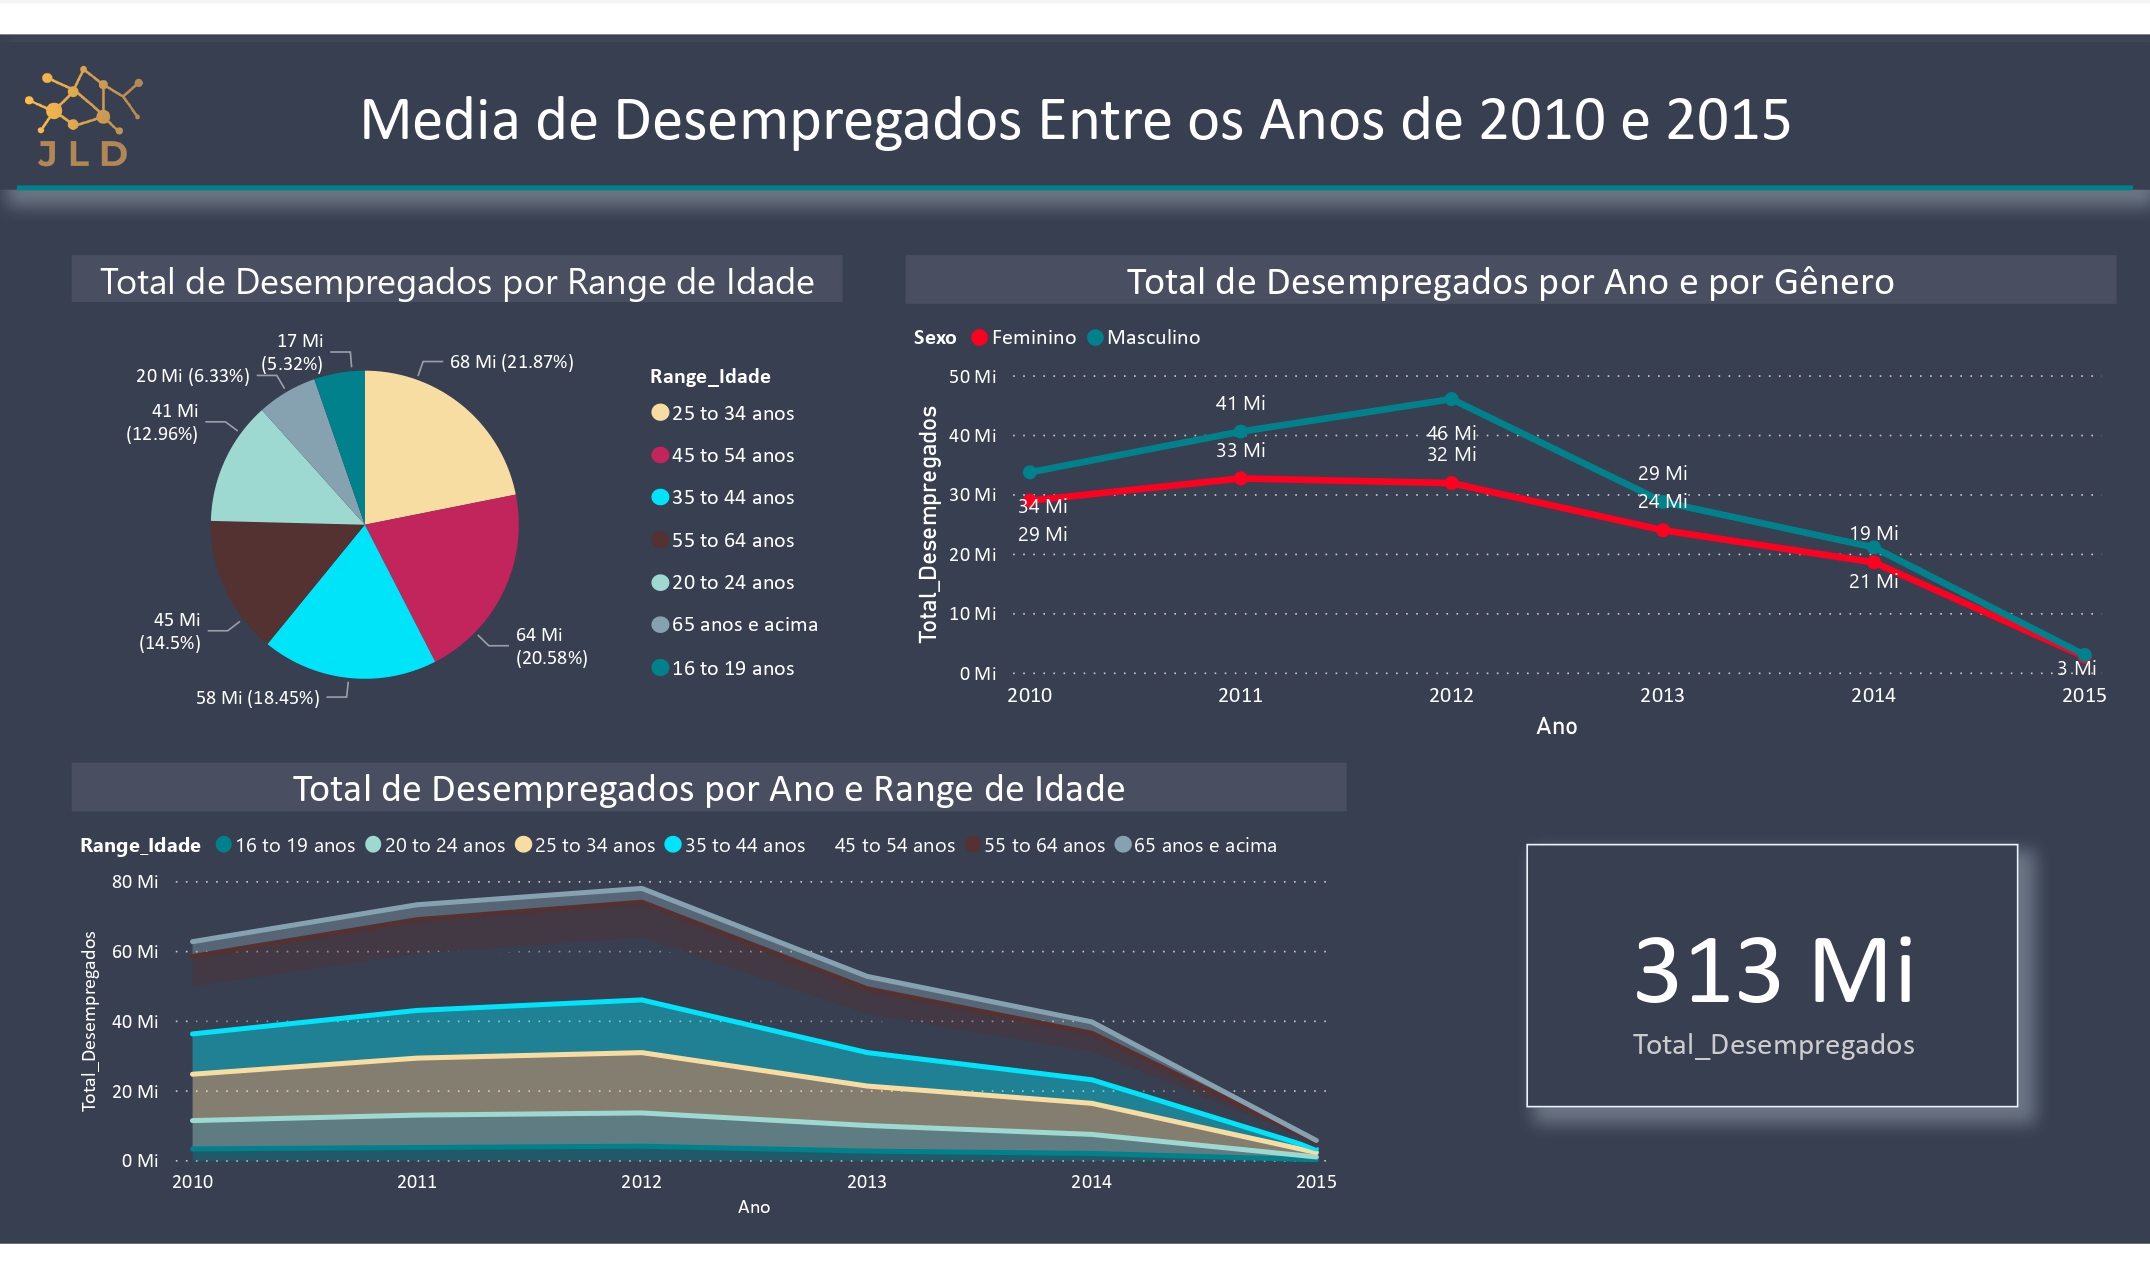 JLD
Media de Desempregados Entre os Anos de 2010 e 2015
Total de Desempregados por Range de Idade
17 Mi
(5.32%)
20 Mi (6.33%)
41 Mi
(12.96%)
45 Mi
(14.5%)
58 Mi (18.45%)
64 Mi
(20.58%)
68 Mi (21.87%)
Range_Idade
25 to 34 anos
45 to 54 anos
35 to 44 anos
55 to 64 anos
20 to 24 anos
65 anos e acima
16 to 19 anos
Total de Desempregados por Ano e por Gênero
Sexo Feminino Masculino
Total_Desempregados
50 Mi
40 Mi
30 Mi
20 Mi
10 Mi
0 Mi
34 Mi
29 Mi
41 Mi
33 Mi
46 Mi
32 Mi
29 Mi
24 Mi
19 Mi
21 Mi
3 Mi
2010 2011 2012 2013 2014 2015
Ano
Total de Desempregados por Ano e Range de Idade
Range_Idade 16 to 19 anos 20 to 24 anos 25 to 34 anos 35 to 44 anos 45 to 54 anos 55 to 64 anos 65 anos e acima
Total_Desempregados
80 Mi
60 Mi
40 Mi
20 Mi
0 Mi
2010 2011 2012 2013 2014 2015
Ano
313 Mi
Total_Desempregados